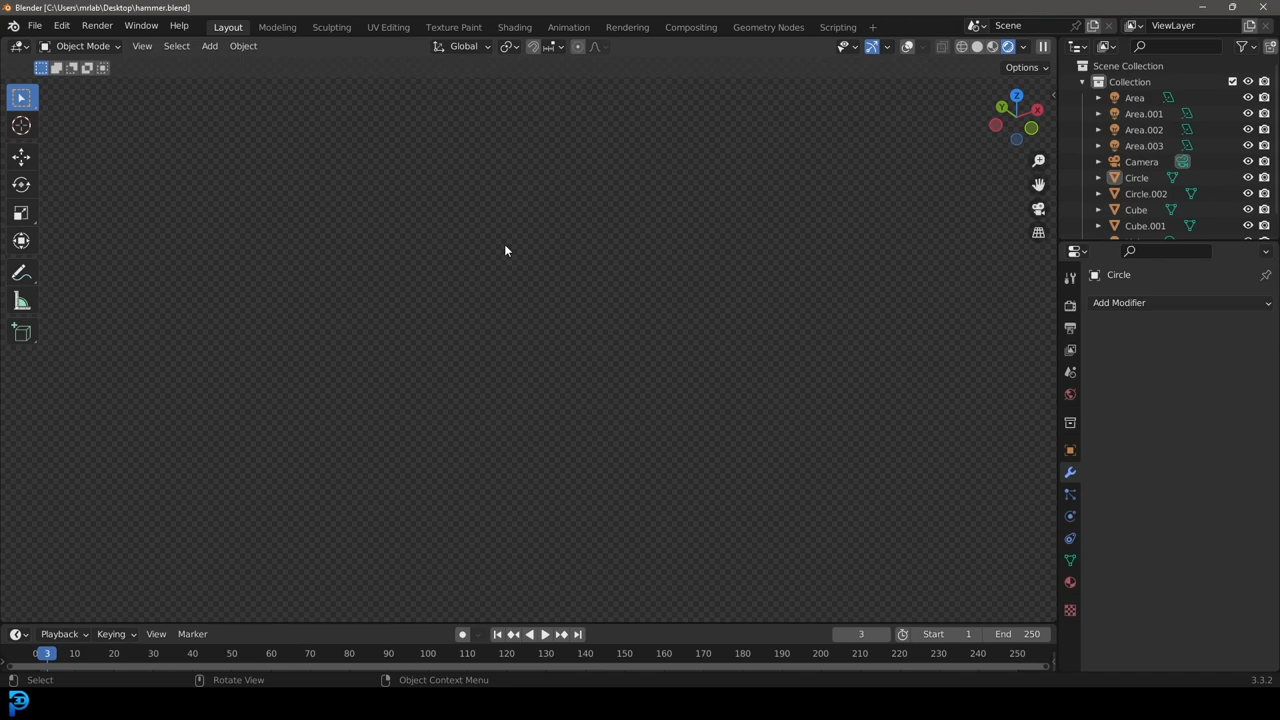 Blender [C:\Users\mrlab\Desktop\hammer.blend]
File Edit Render Window Help Layout Modeling Sculpting UV Editing Texture Paint Shading Animation Rendering Compositing Geometry Nodes Scripting + Scene ViewLayer
Object Mode View Select Add Object Global
Options
Scene Collection
Collection
Area
Area.001
Area.002
Area.003
Camera
Circle
Circle.002
Cube
Cube.001
Z
Y
X
Circle
Add Modifier
Playback Keying View Marker 3 Start 1 End 250
0 3 10 20 30 40 50 60 70 80 90 100 110 120 130 140 150 160 170 180 190 200 210 220 230 240 250
Select Rotate View Object Context Menu 3.3.2